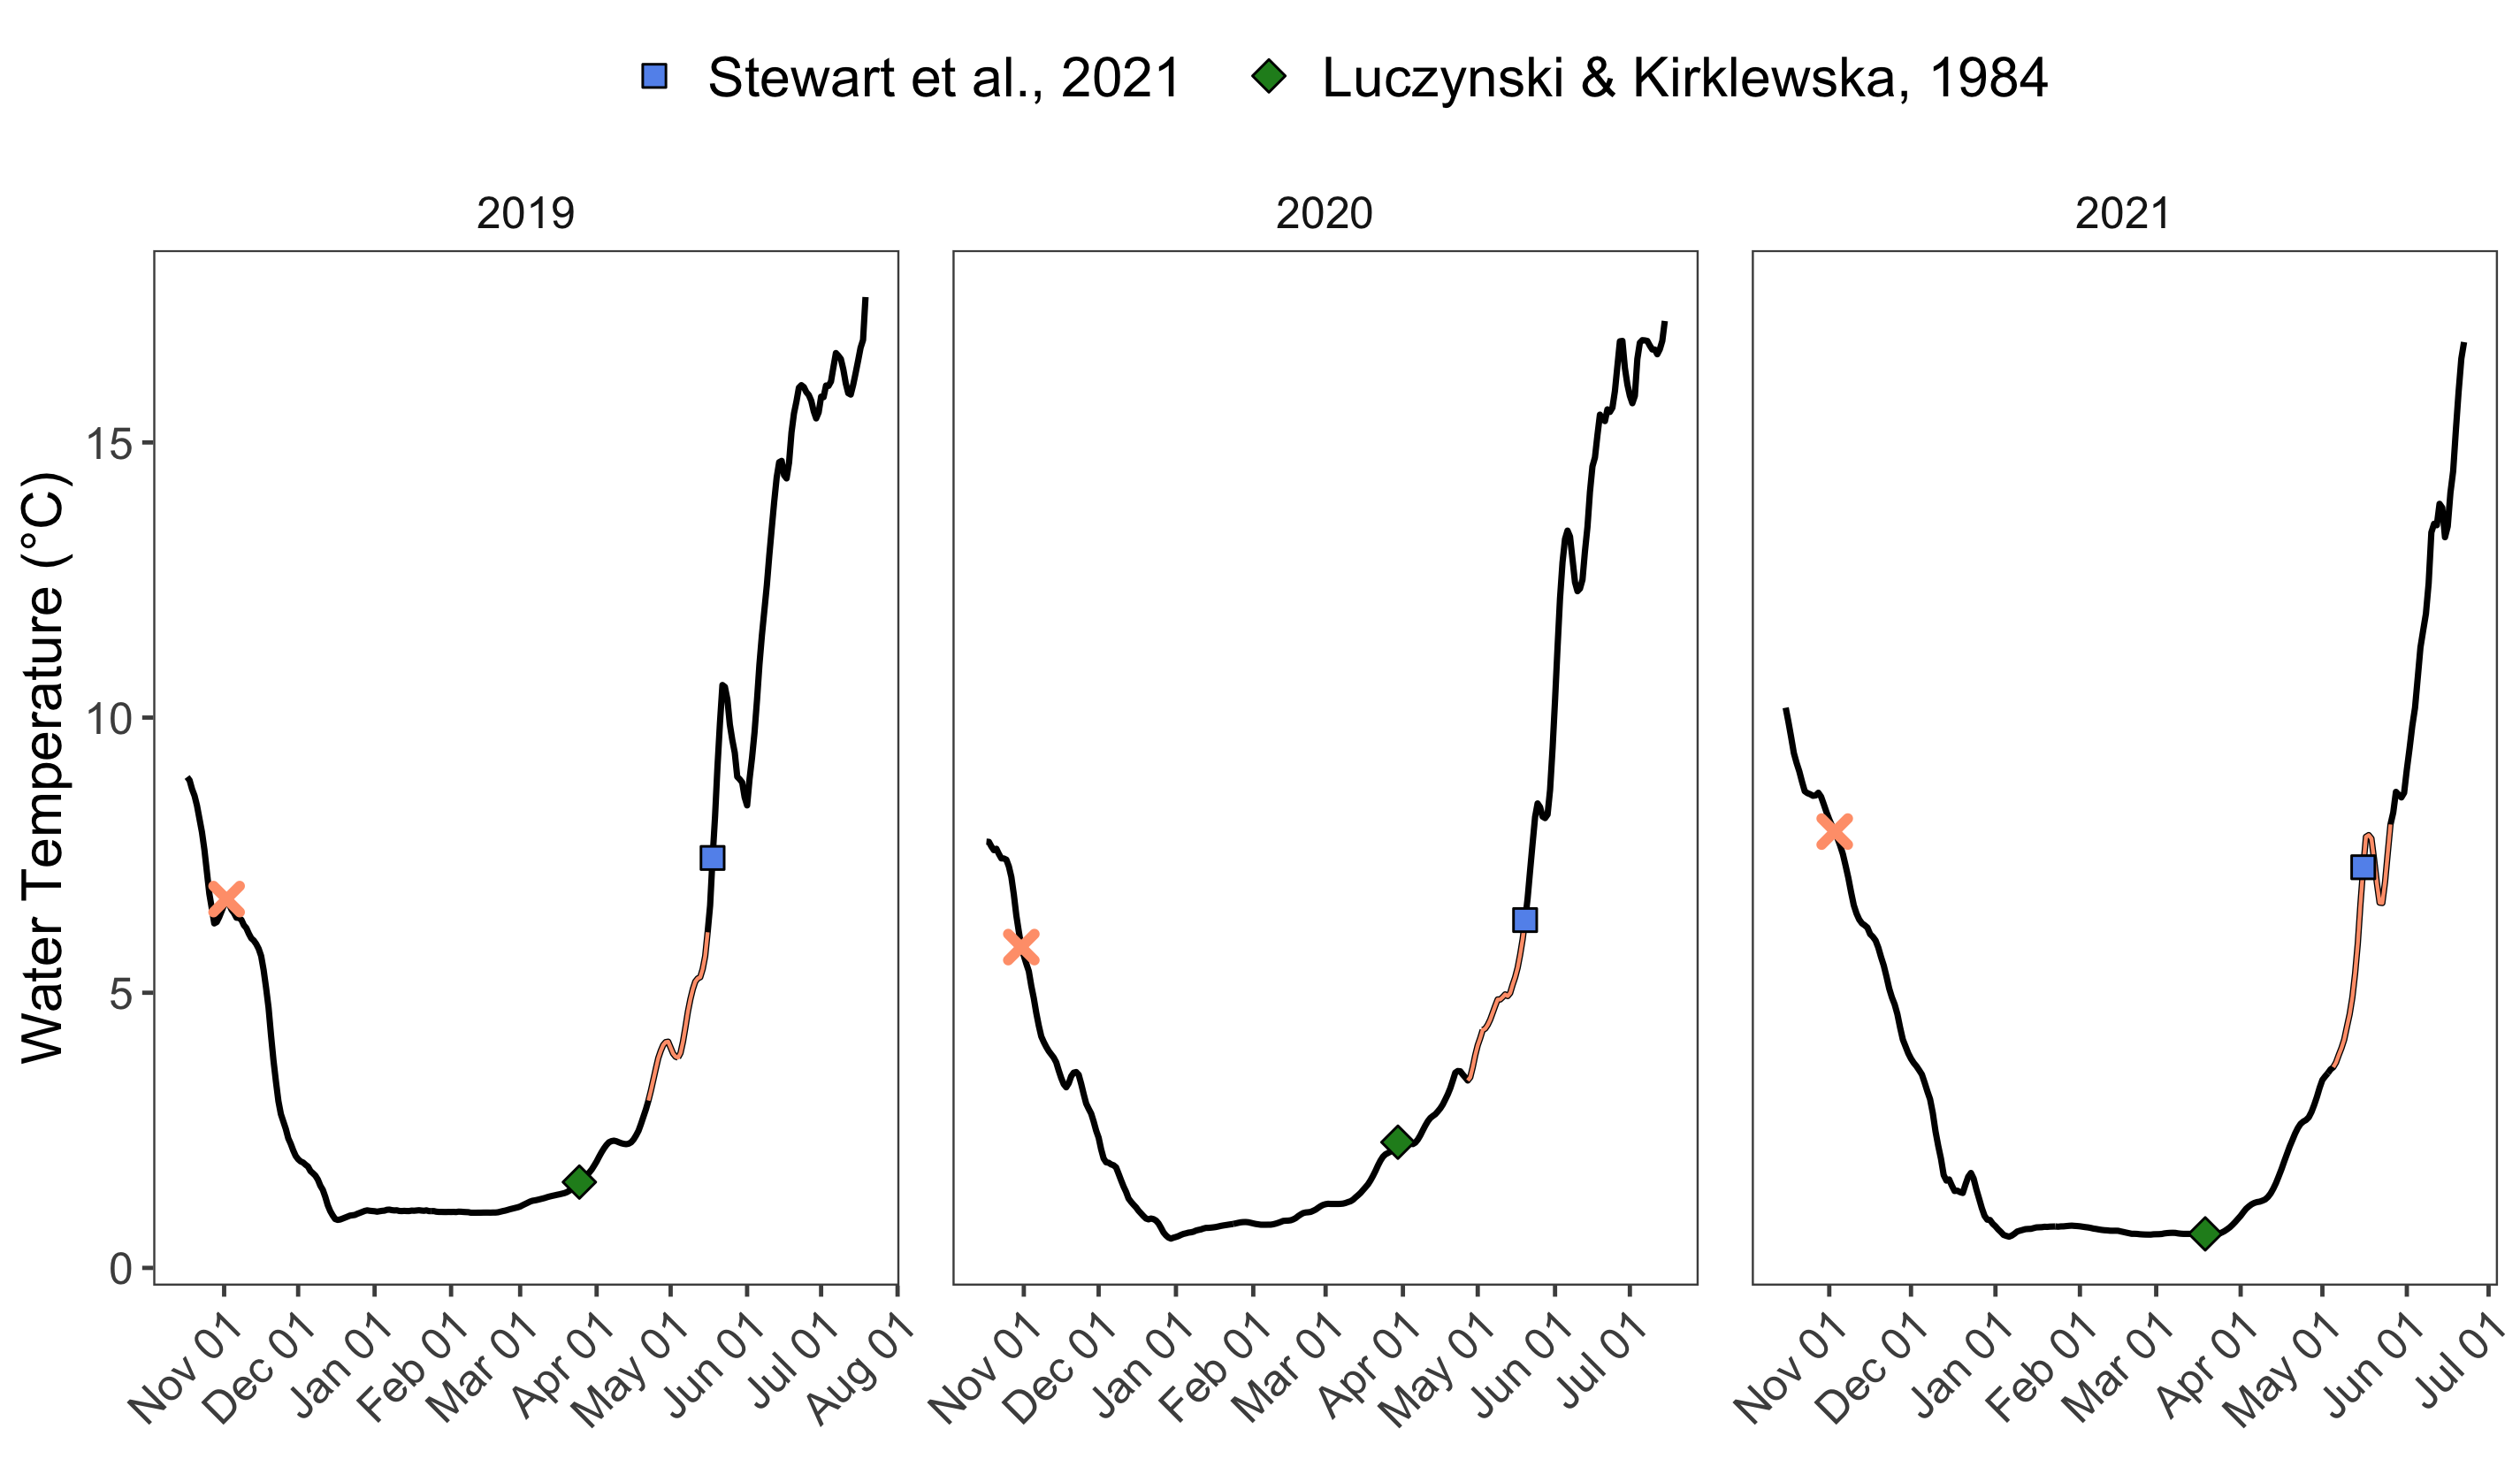 Stewart et al., 2021 Luczynski & Kirklewska, 1984
2019 2020 2021
Water Temperature (°C)
15
10
5
0
Nov 01 Dec 01 Jan 01 Feb 01 Mar 01 Apr 01 May 01 Jun 01 Jul 01 Aug 01
Nov 01 Dec 01 Jan 01 Feb 01 Mar 01 Apr 01 May 01 Jun 01 Jul 01
Nov 01 Dec 01 Jan 01 Feb 01 Mar 01 Apr 01 May 01 Jun 01 Jul 01